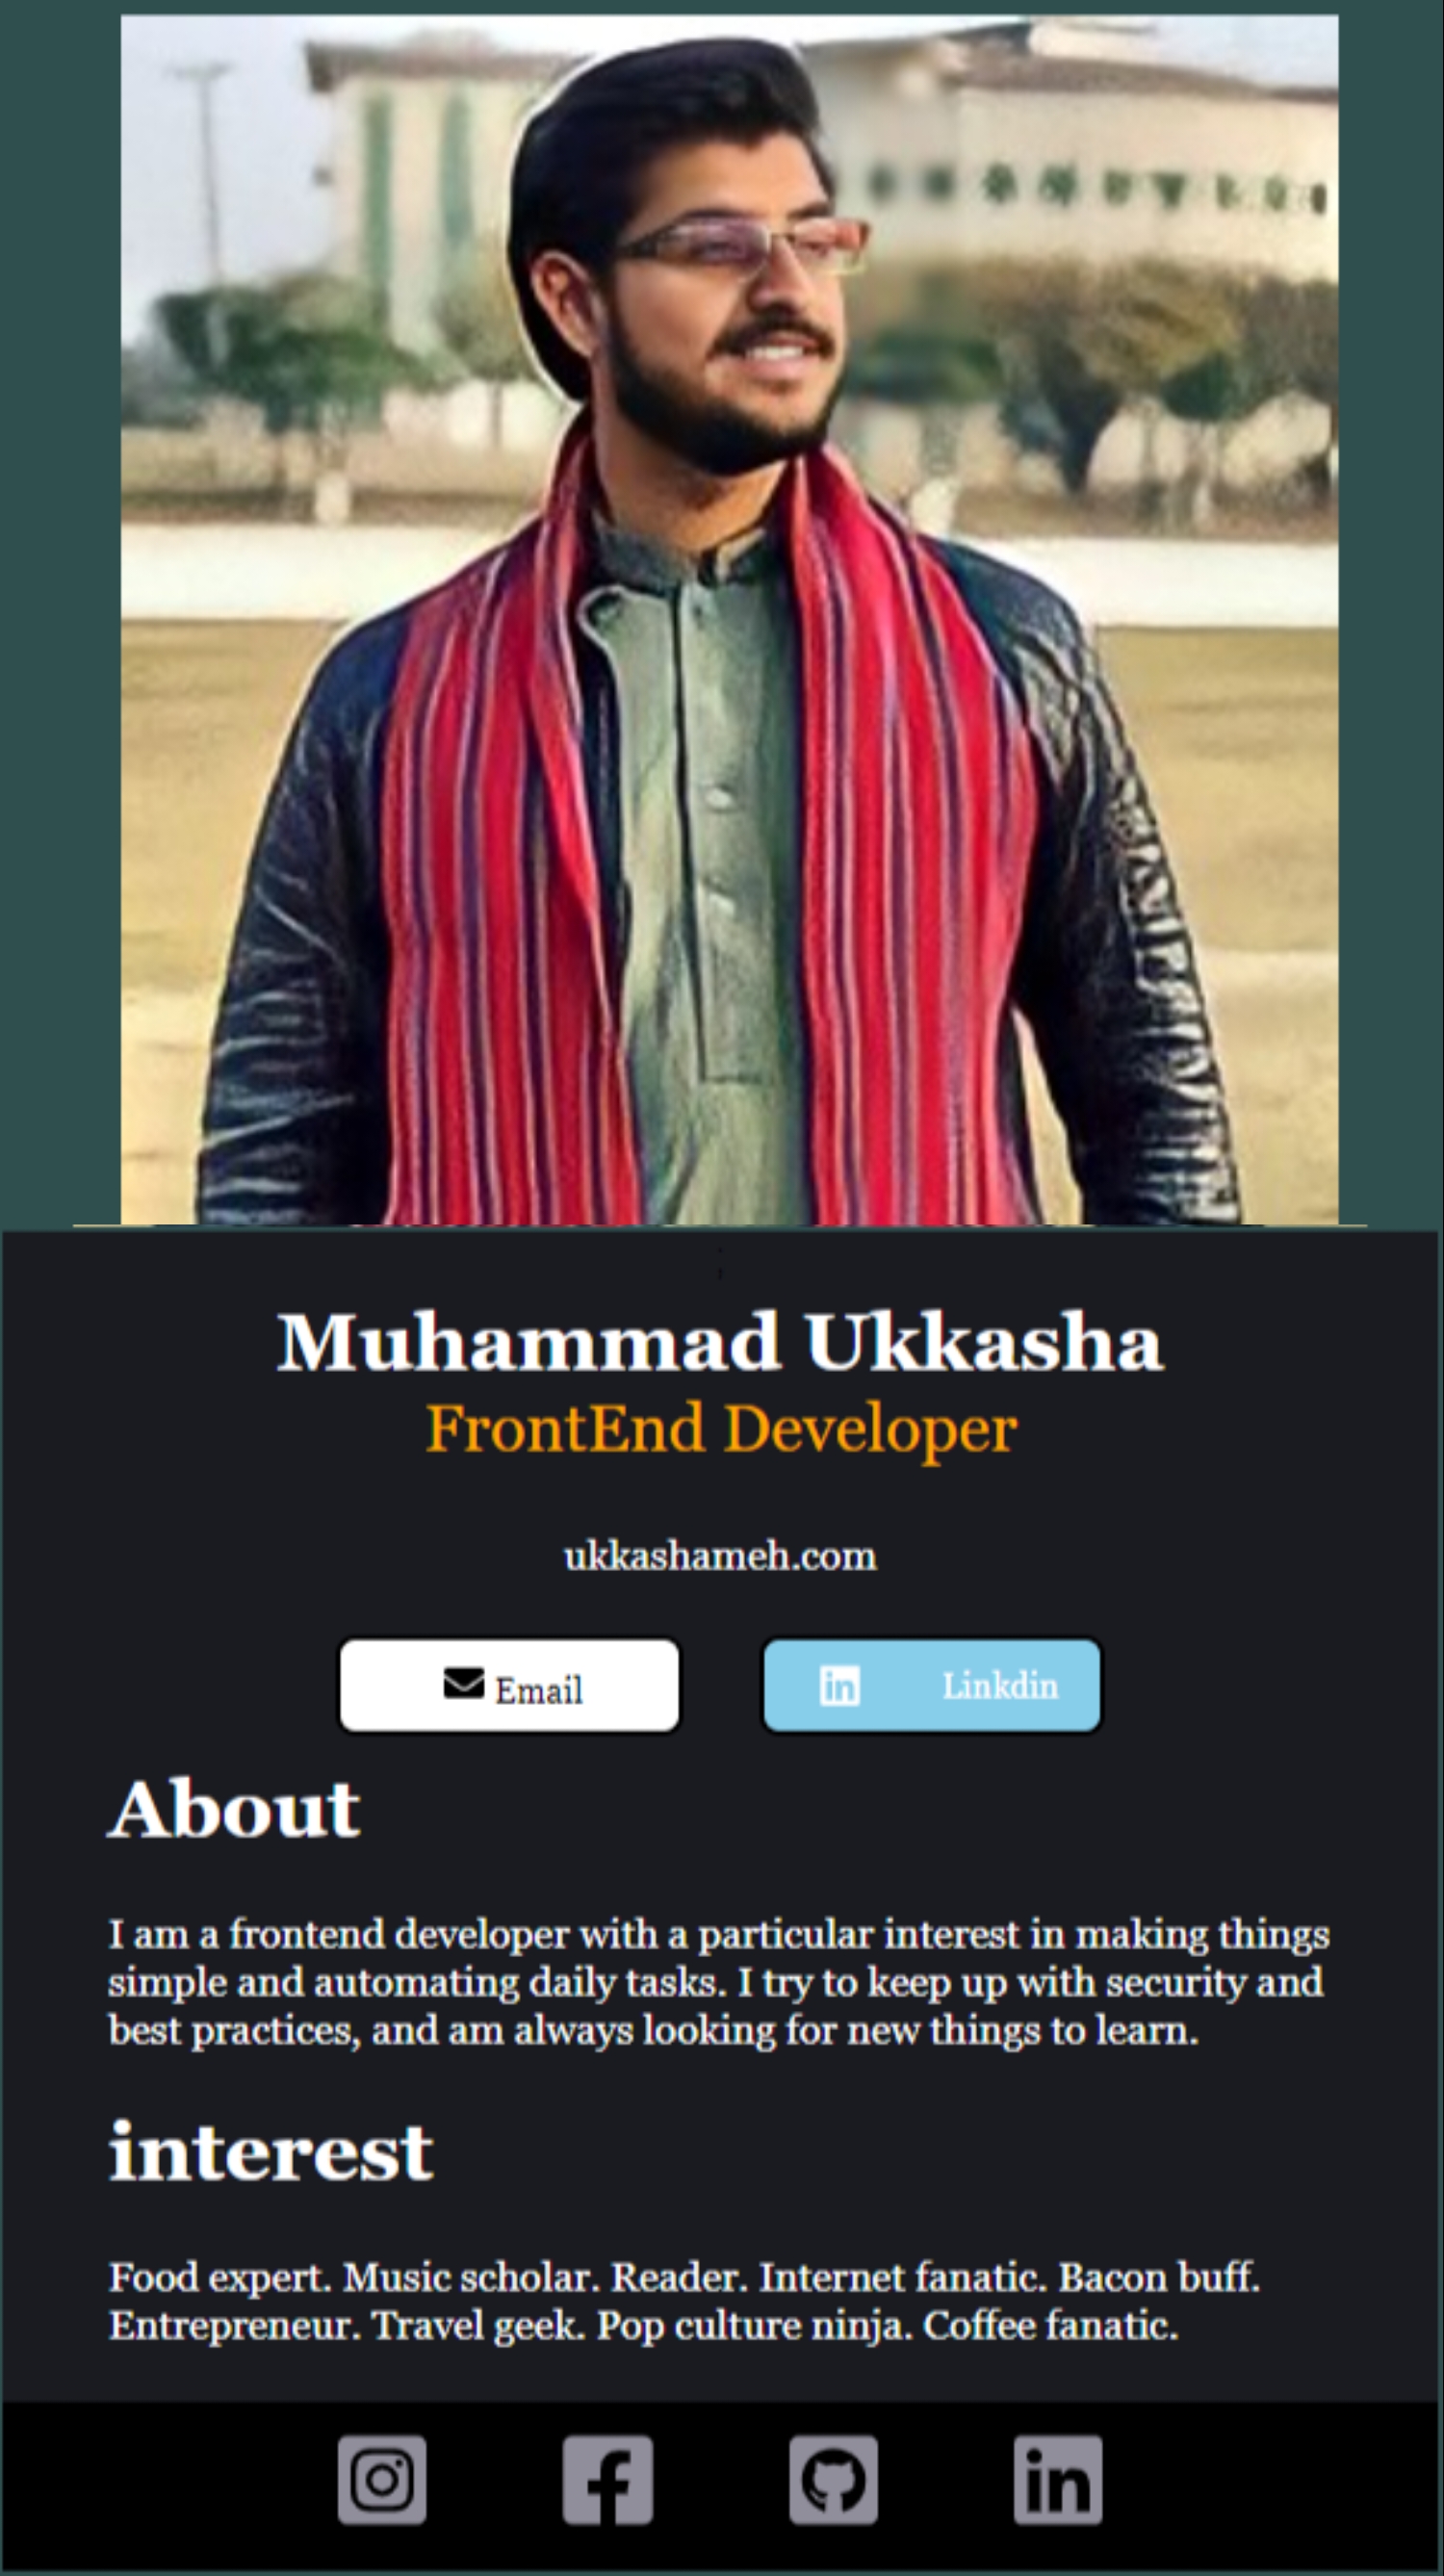 ;
Muhammad Ukkasha
FrontEnd Developer
ukkashameh.com
Email
Linkdin
About
I am a frontend developer with a particular interest in making things
simple and automating daily tasks. I try to keep up with security and
best practices, and am always looking for new things to learn.
interest
Food expert. Music scholar. Reader. Internet fanatic. Bacon buff.
Entrepreneur. Travel geek. Pop culture ninja. Coffee fanatic.